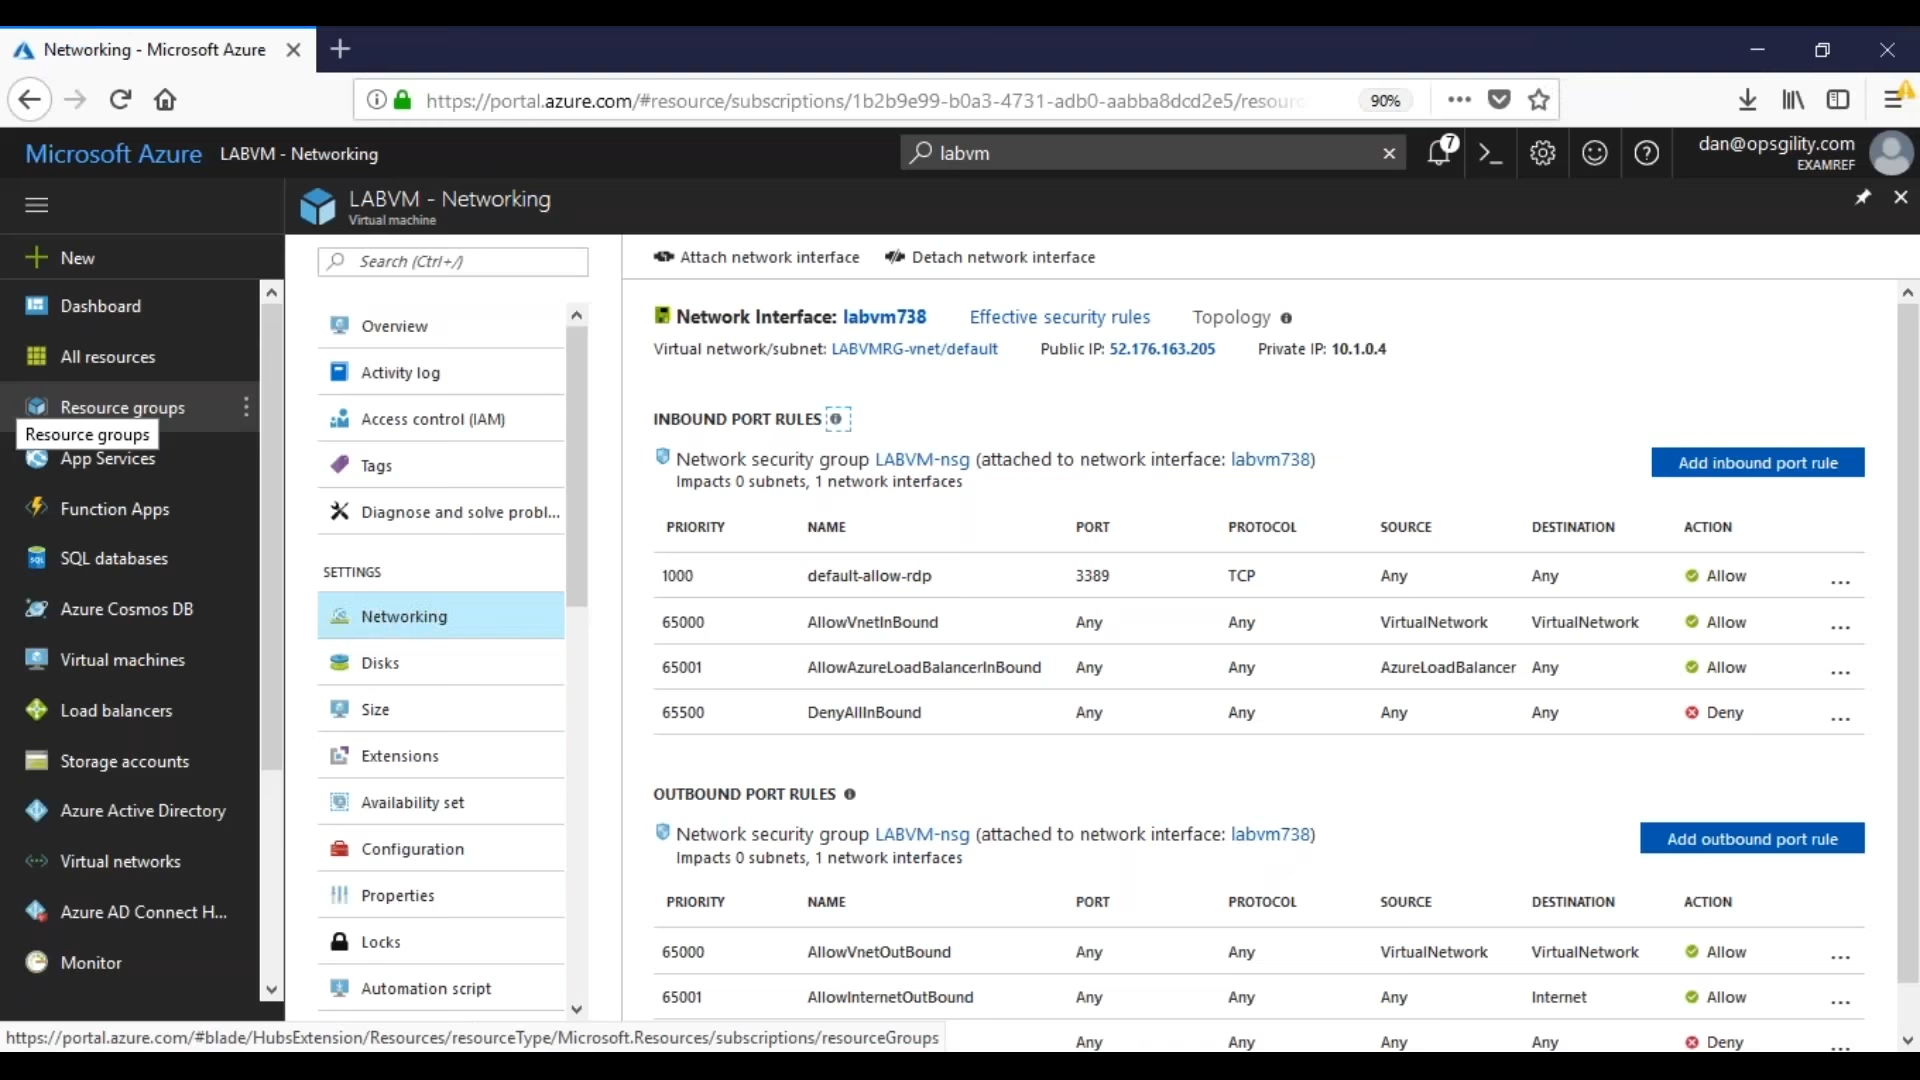 Networking - Microsoft Azure
https://portal.azure.com/#resource/subscriptions/1b2b9e99-b0a3-4731-adb0-aabba8dcd2e5/resour
90%
Microsoft Azure LABVM - Networking
labvm
7
dan@opsgility.com
EXAMREF
LABVM - Networking
Virtual machine
New
Dashboard
All resources
Resource groups
Resource groups
App Services
Function Apps
SQL databases
Azure Cosmos DB
Virtual machines
Load balancers
Storage accounts
Azure Active Directory
Virtual networks
Azure AD Connect H...
Monitor
Search (Ctrl+/)
Overview
Activity log
Access control (IAM)
Tags
Diagnose and solve probl...
SETTINGS
Networking
Disks
Size
Extensions
Availability set
Configuration
Properties
Locks
Automation script
Attach network interface Detach network interface
Network Interface: labvm738 Effective security rules Topology
Virtual network/subnet: LABVMRG-vnet/default Public IP: 52.176.163.205 Private IP: 10.1.0.4
INBOUND PORT RULES
Network security group LABVM-nsg (attached to network interface: labvm738)
Impacts 0 subnets, 1 network interfaces
Add inbound port rule
PRIORITY NAME PORT PROTOCOL SOURCE DESTINATION ACTION
1000 default-allow-rdp 3389 TCP Any Any Allow ...
65000 AllowVnetInBound Any Any VirtualNetwork VirtualNetwork Allow ...
65001 AllowAzureLoadBalancerInBound Any Any AzureLoadBalancer Any Allow ...
65500 DenyAllInBound Any Any Any Any Deny ...
OUTBOUND PORT RULES
Network security group LABVM-nsg (attached to network interface: labvm738)
Impacts 0 subnets, 1 network interfaces
Add outbound port rule
PRIORITY NAME PORT PROTOCOL SOURCE DESTINATION ACTION
65000 AllowVnetOutBound Any Any VirtualNetwork VirtualNetwork Allow ...
65001 AllowInternetOutBound Any Any Any Internet Allow ...
Any Any Any Any Deny ...
https://portal.azure.com/#blade/HubsExtension/Resources/resourceType/Microsoft.Resources/subscriptions/resourceGroups